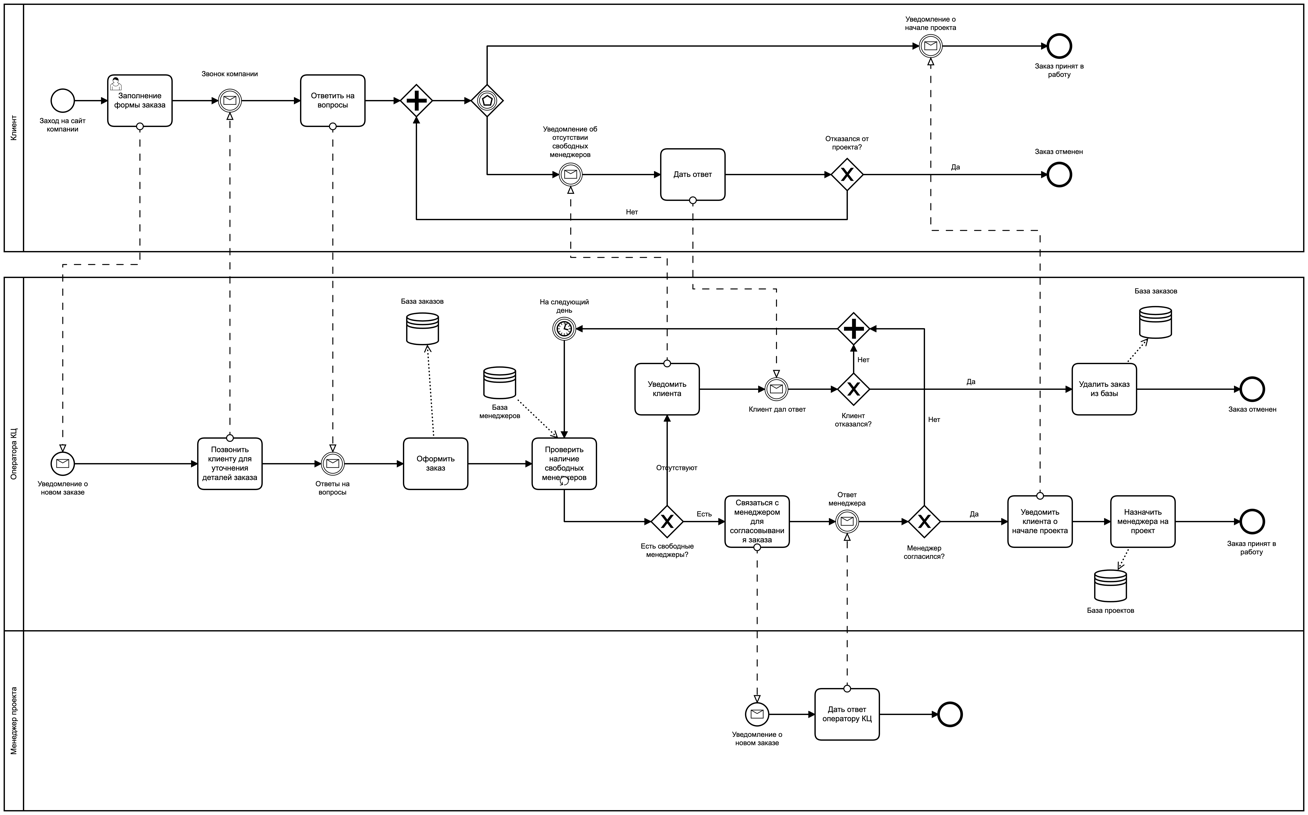 Клиент
Заход на сайт
компании
Заполнение
формы заказа
Звонок компании
Ответить на
вопросы
Уведомление об
отсутствии
свободных
менеджеров
Дать ответ
Отказался от
проекта?
Нет
Да
Уведомление о
начале проекта
Заказ принят в
работу
Заказ отменен
Оператора КЦ
Уведомление о
новом заказе
Позвонить
клиенту для
уточнения
деталей заказа
Ответы на
вопросы
База заказов
Оформить
заказ
База
менеджеров
На следующий
день
Проверить
наличие
свободных
менеджеров
Уведомить
клиента
Отсутствуют
Есть свободные
менеджеры?
Есть
Клиент дал ответ
Нет
Клиент
отказался?
Да
База заказов
Удалить заказ
из базы
Заказ отменен
Связаться с
менеджером
для
согласовывани
я заказа
Ответ
менеджера
Нет
Менеджер
согласился?
Да
Уведомить
клиента о
начале проекта
Назначить
менеджера на
проект
База проектов
Заказ принят в
работу
Менеджер проекта
Уведомление о
новом заказе
Дать ответ
оператору КЦ